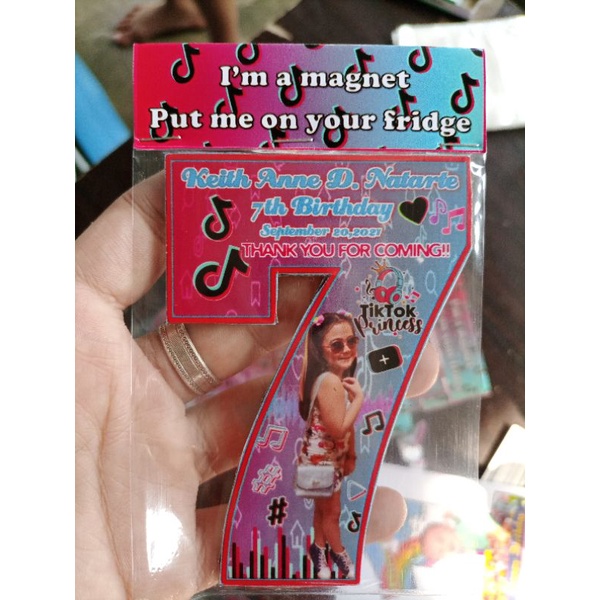 I'm a magnet
Put me on your fridge
Keith Anne D. Natarte
7th Birthday
September 20,2021
THANK YOU FOR COMING!!
TikTok
Princess
#
7